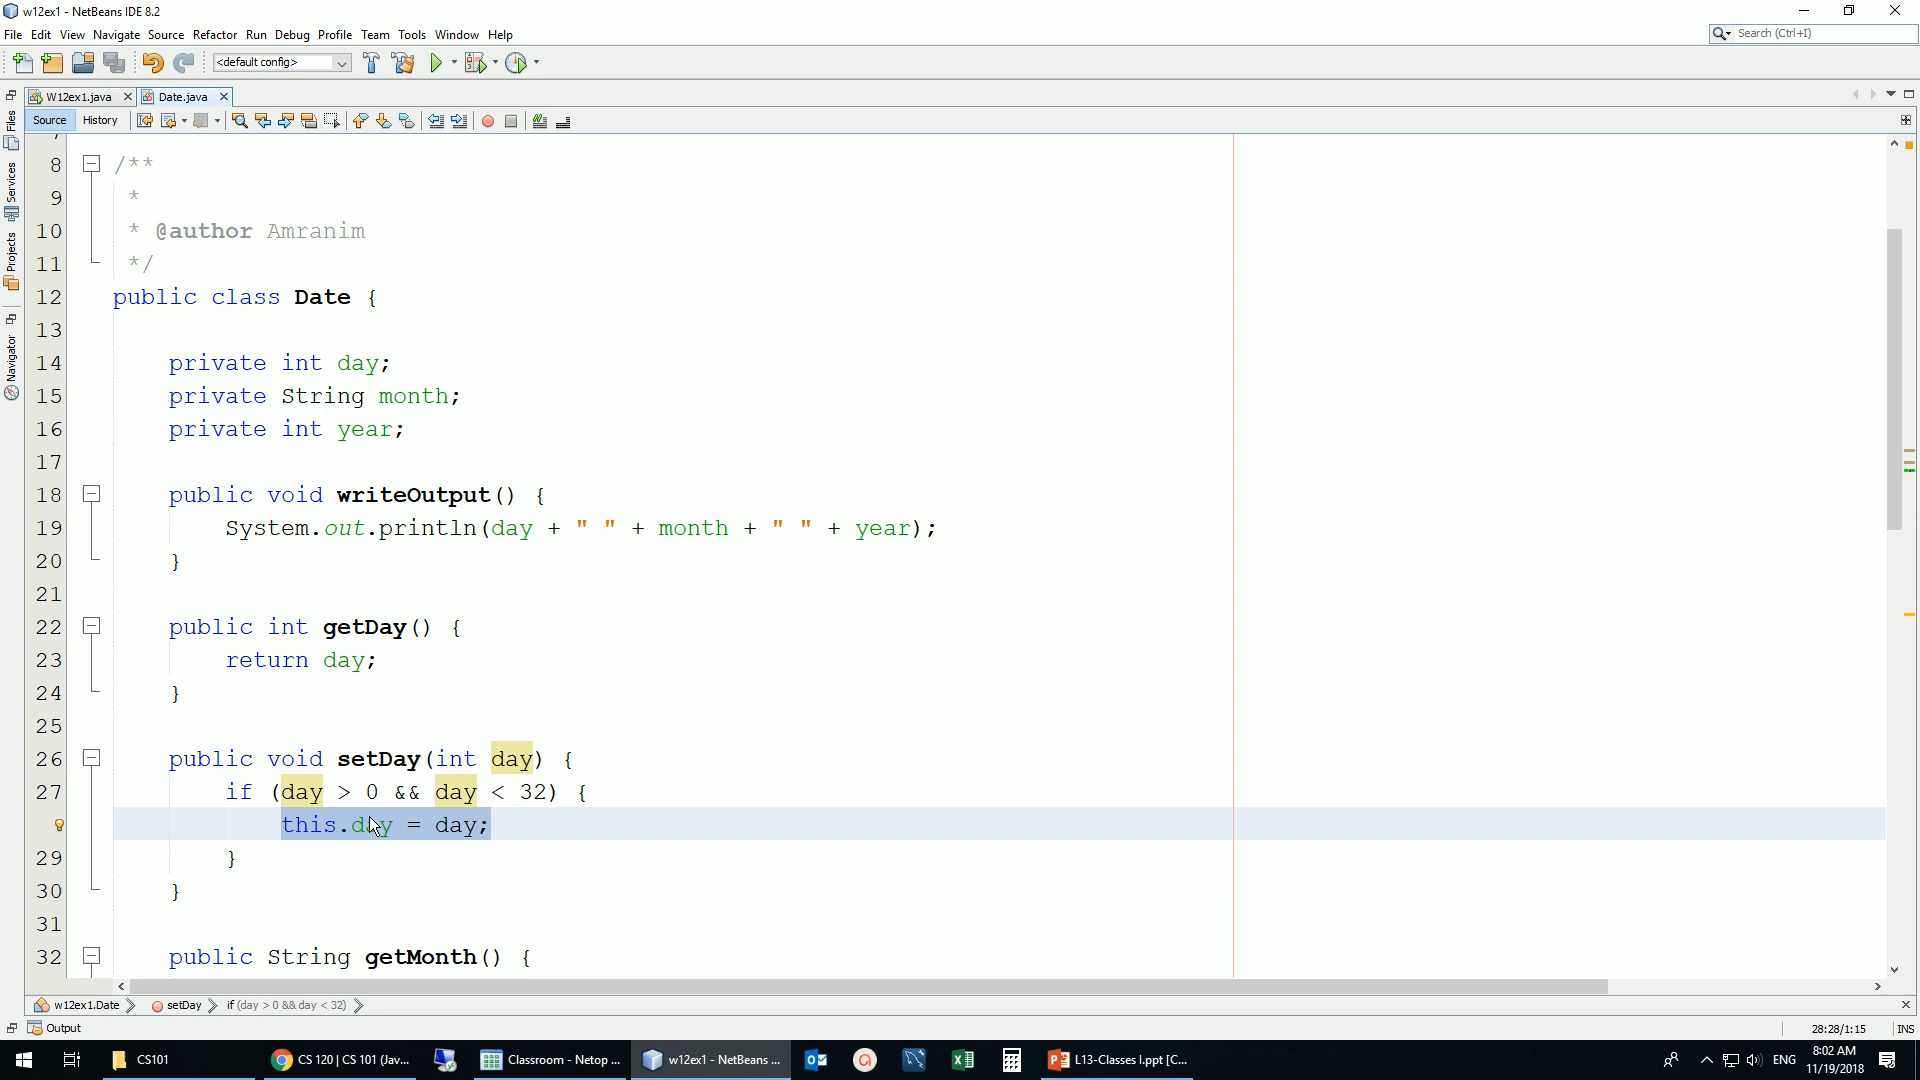 w12ex1 - NetBeans IDE 8.2
File Edit View Navigate Source Refactor Run Debug Profile Team Tools Window Help
Search (Ctrl+I)
<default config>
W12ex1.java
Date.java
Source History
Files
Services
Projects
Navigator
8 /**
9 *
10 * @author Amranim
11 */
12 public class Date {
13
14 private int day;
15 private String month;
16 private int year;
17
18 public void writeOutput() {
19 System.out.println(day + " " + month + " " + year);
20 }
21
22 public int getDay() {
23 return day;
24 }
25
26 public void setDay(int day) {
27 if (day > 0 && day < 32) {
this.day = day;
29 }
30 }
31
32 public String getMonth() {
w12ex1.Date setDay if (day > 0 && day < 32)
Output
28:28/1:15 INS
CS101
CS 120 | CS 101 (Jav...
Classroom - Netop ...
w12ex1 - NetBeans ...
L13-Classes I.ppt [C...
ENG
8:02 AM
11/19/2018